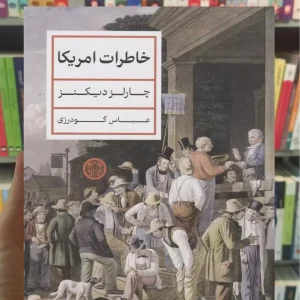 خاطرات امریکا
چارلز دیکنز
عباس گودرزی